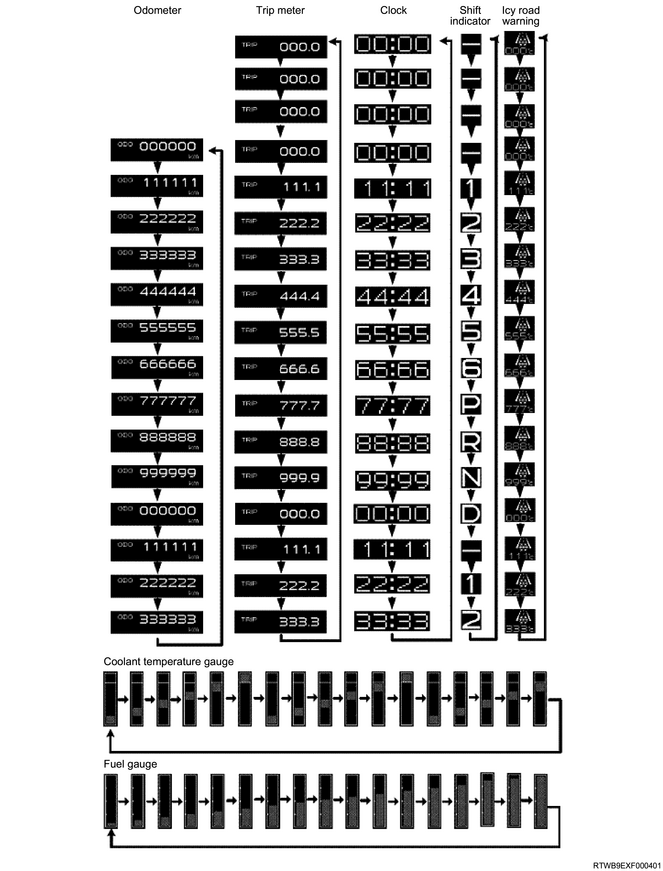 Odometer Trip meter Clock Shift indicator Icy road warning
TRIP 000.0 00:00 — 000°c
TRIP 000.0 00:00 — 000°c
TRIP 000.0 00:00 — 000°c
ODO 000000 km TRIP 000.0 00:00 — 000°c
ODO 111111 km TRIP 111.1 11:11 1 111°c
ODO 222222 km TRIP 222.2 22:22 2 222°c
ODO 333333 km TRIP 333.3 33:33 3 333°c
ODO 444444 km TRIP 444.4 44:44 4 444°c
ODO 555555 km TRIP 555.5 55:55 5 555°c
ODO 666666 km TRIP 666.6 66:66 6 666°c
ODO 777777 km TRIP 777.7 77:77 P 777°c
ODO 888888 km TRIP 888.8 88:88 R 888°c
ODO 999999 km TRIP 999.9 99:99 N 999°c
ODO 000000 km TRIP 000.0 00:00 D 000°c
ODO 111111 km TRIP 111.1 11:11 — 111°c
ODO 222222 km TRIP 222.2 22:22 1 222°c
ODO 333333 km TRIP 333.3 33:33 2 333°c
Coolant temperature gauge
Fuel gauge
RTWB9EXF000401